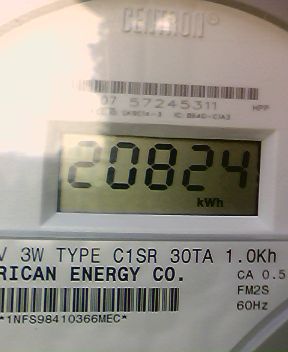 CENTRON®
07 57245311 HPP
20824
kWh
V 3W TYPE C1SR 30TA 1.0Kh
RICAN ENERGY CO.
CA 0.5
FM2S
60Hz
*1NFS98410366MEC*